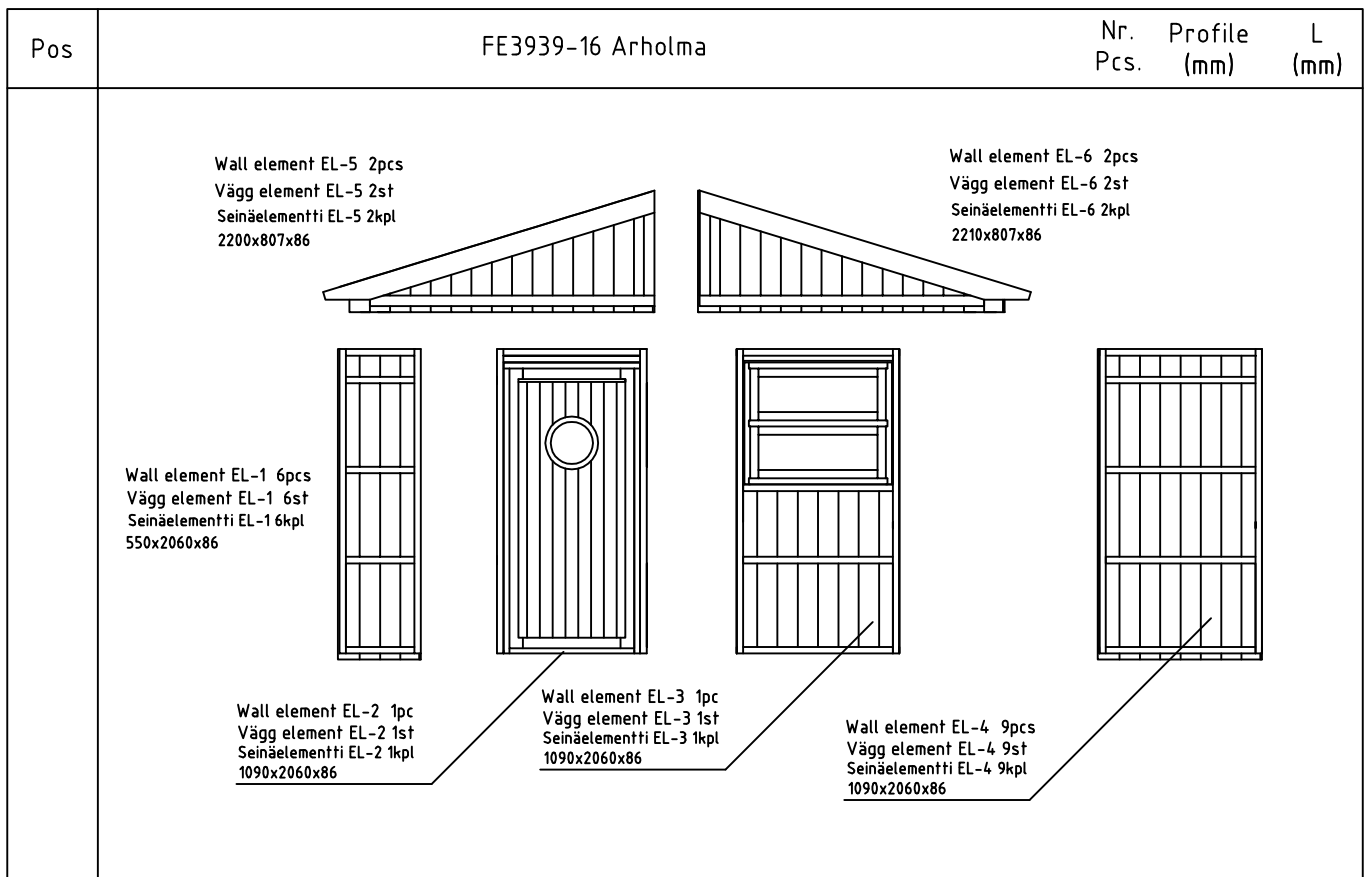 Pos
FE3939-16 Arholma
Nr.
Pcs.
Profile
(mm)
L
(mm)
Wall element EL-5 2pcs
Vägg element EL-5 2st
Seinäelementti EL-5 2kpl
2200x807x86
Wall element EL-6 2pcs
Vägg element EL-6 2st
Seinäelementti EL-6 2kpl
2210x807x86
Wall element EL-1 6pcs
Vägg element EL-1 6st
Seinäelementti EL-1 6kpl
550x2060x86
Wall element EL-2 1pc
Vägg element EL-2 1st
Seinäelementti EL-2 1kpl
1090x2060x86
Wall element EL-3 1pc
Vägg element EL-3 1st
Seinäelementti EL-3 1kpl
1090x2060x86
Wall element EL-4 9pcs
Vägg element EL-4 9st
Seinäelementti EL-4 9kpl
1090x2060x86